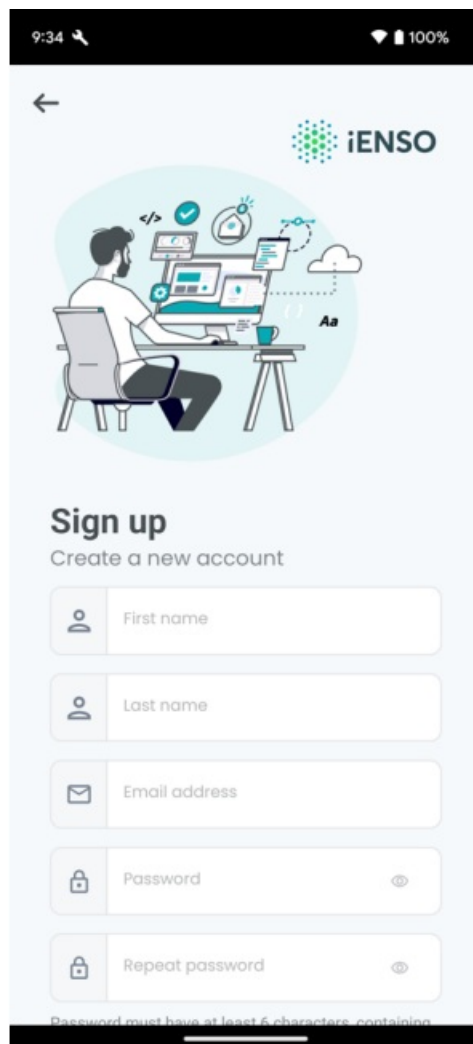 9:34 100%
iENSO
</>
{ }
Aa
Sign up
Create a new account
First name
Last name
Email address
Password
Repeat password
Password must have at least 6 characters, containing